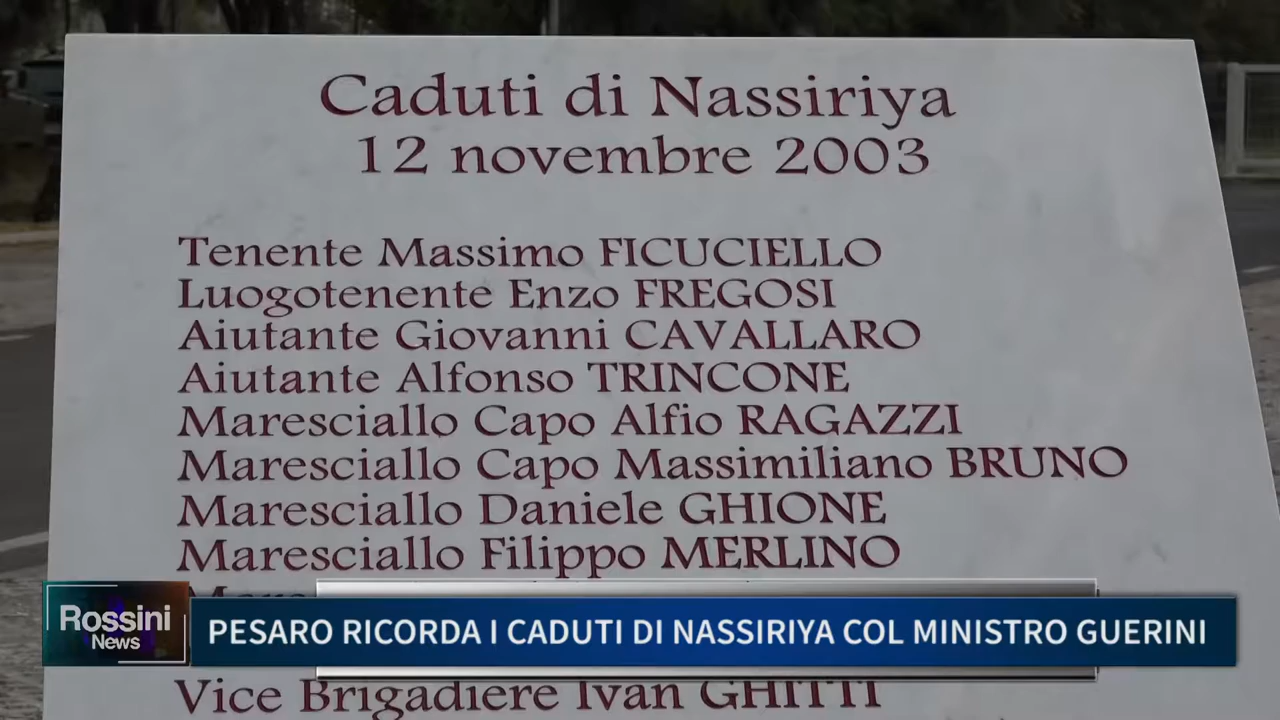 Caduti di Nassiriya
12 novembre 2003
Tenente Massimo FICUCIELLO
Luogotenente Enzo FREGOSI
Aiutante Giovanni CAVALLARO
Aiutante Alfonso TRINCONE
Maresciallo Capo Alfio RAGAZZI
Maresciallo Capo Massimiliano BRUNO
Maresciallo Daniele GHIONE
Maresciallo Filippo MERLINO
Rossini
News
PESARO RICORDA I CADUTI DI NASSIRIYA COL MINISTRO GUERINI
Vice Brigadiere Ivan GHITTI